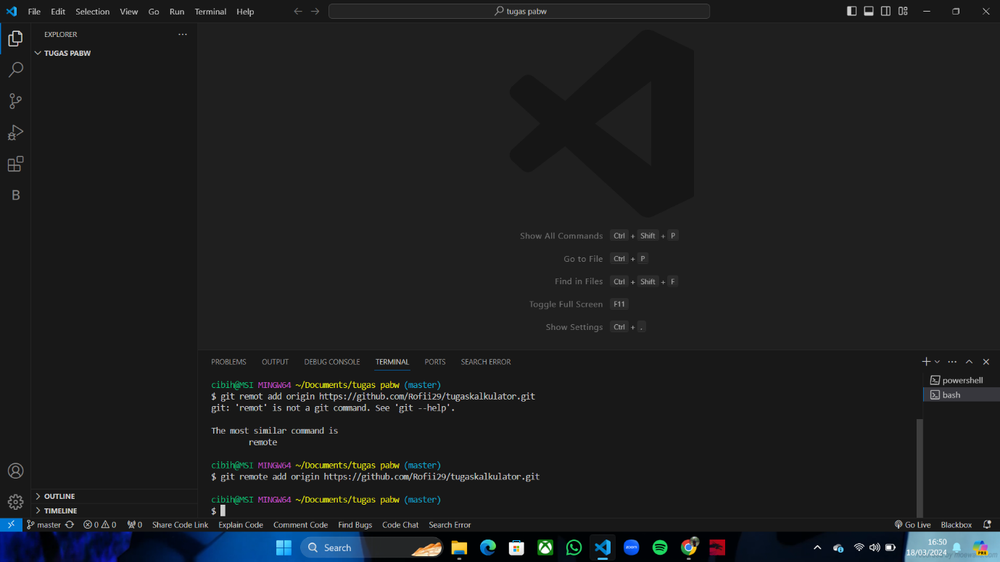 File Edit Selection View Go Run Terminal Help
tugas pabw
EXPLORER
TUGAS PABW
Show All Commands Ctrl + Shift + P
Go to File Ctrl + P
Find in Files Ctrl + Shift + F
Toggle Full Screen F11
Show Settings Ctrl + .
B
PROBLEMS OUTPUT DEBUG CONSOLE TERMINAL PORTS SEARCH ERROR
powershell
bash
cibih@MSI MINGW64 ~/Documents/tugas pabw (master)
$ git remot add origin https://github.com/Rofii29/tugaskalkulator.git
git: 'remot' is not a git command. See 'git --help'.
The most similar command is
remote
cibih@MSI MINGW64 ~/Documents/tugas pabw (master)
$ git remote add origin https://github.com/Rofii29/tugaskalkulator.git
cibih@MSI MINGW64 ~/Documents/tugas pabw (master)
$
OUTLINE
TIMELINE
master 0 0 0 Share Code Link Explain Code Comment Code Find Bugs Code Chat Search Error Go Live Blackbox
Search
zoom
16:50
18/03/2024
PRE